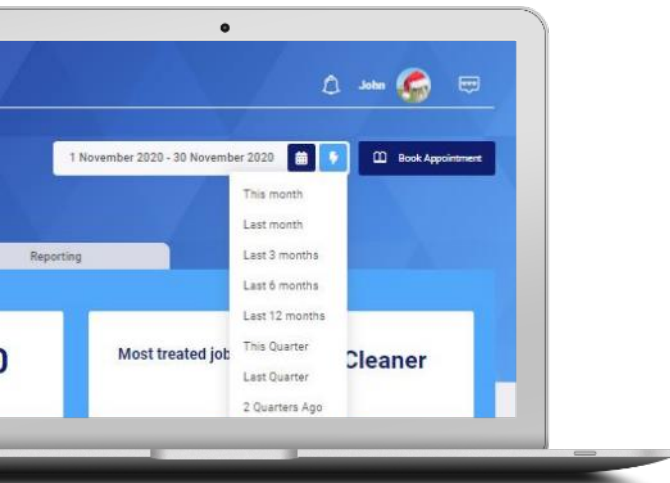 John
1 November 2020 - 30 November 2020
Book Appointment
This month
Last month
Reporting
Last 3 months
Last 6 months
Last 12 months
0
Most treated job
This Quarter
Cleaner
Last Quarter
2 Quarters Ago